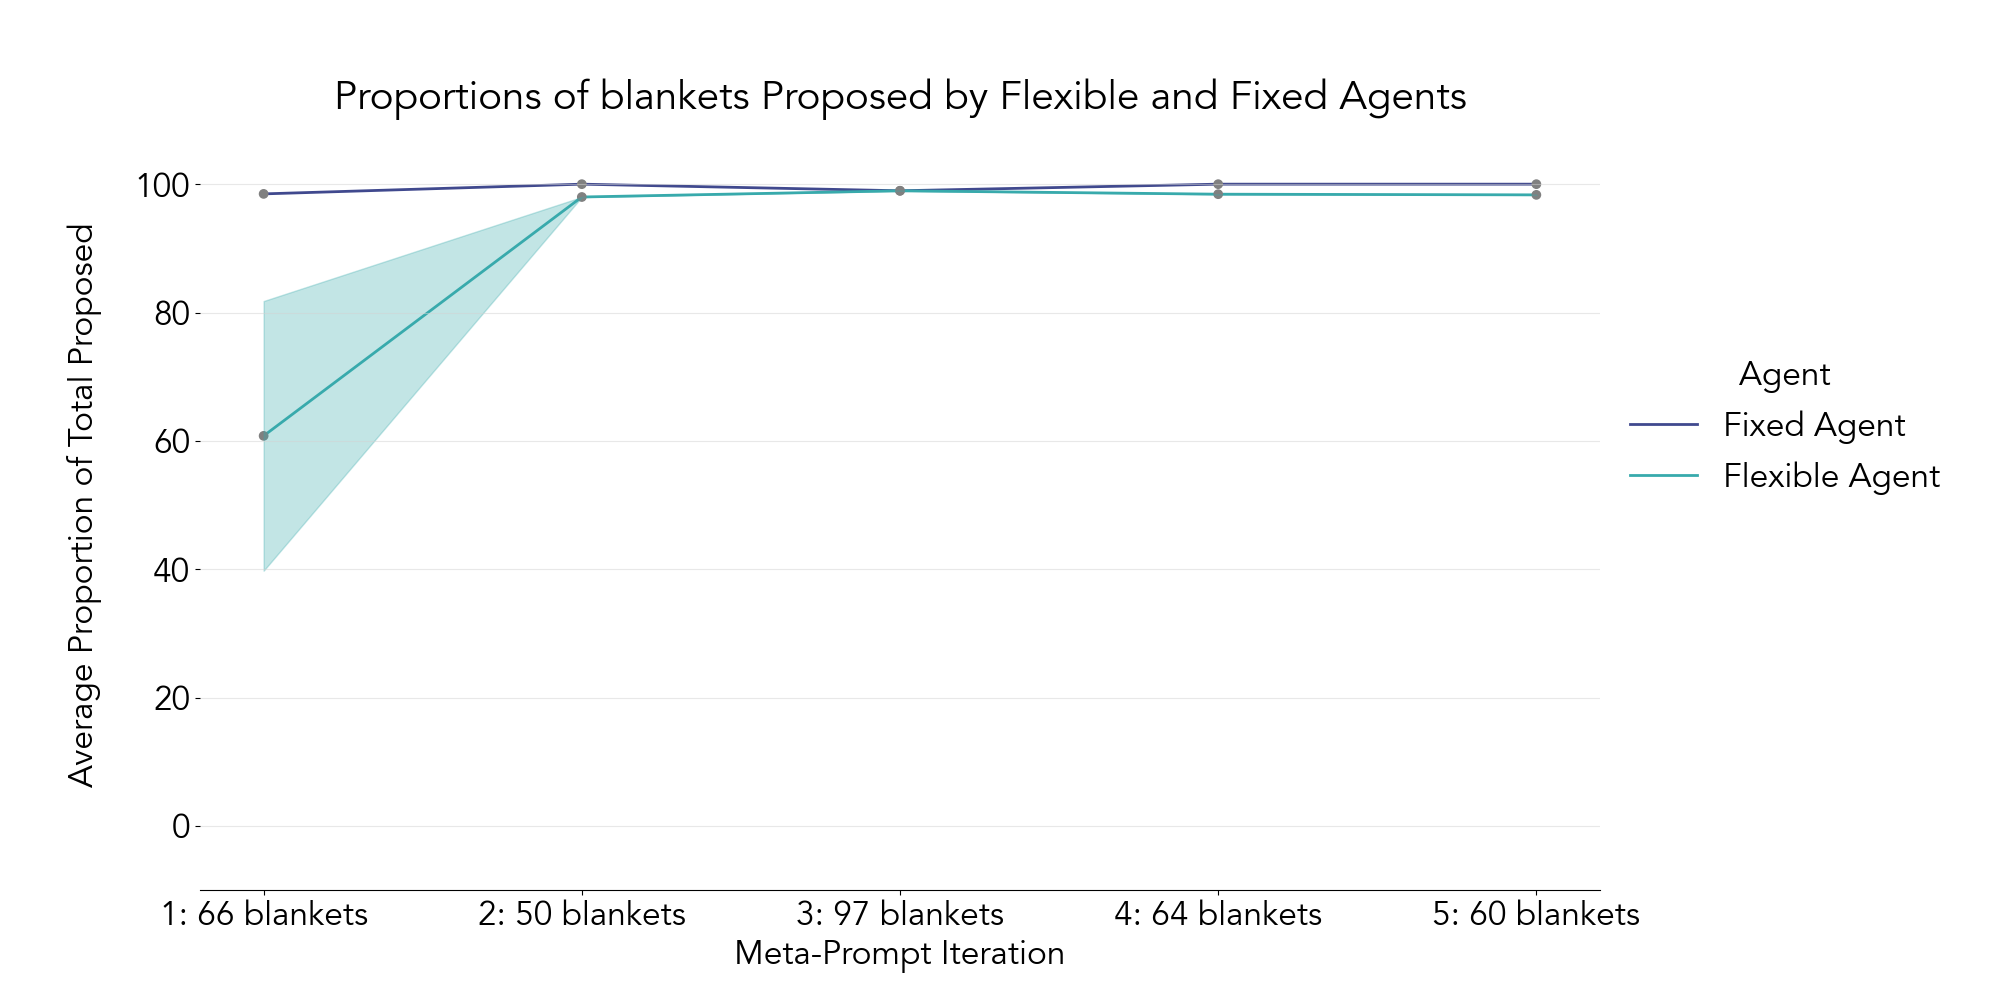 Proportions of blankets Proposed by Flexible and Fixed Agents
Average Proportion of Total Proposed
100
80
60
40
20
0
1: 66 blankets
2: 50 blankets
3: 97 blankets
4: 64 blankets
5: 60 blankets
Meta-Prompt Iteration
Agent
Fixed Agent
Flexible Agent